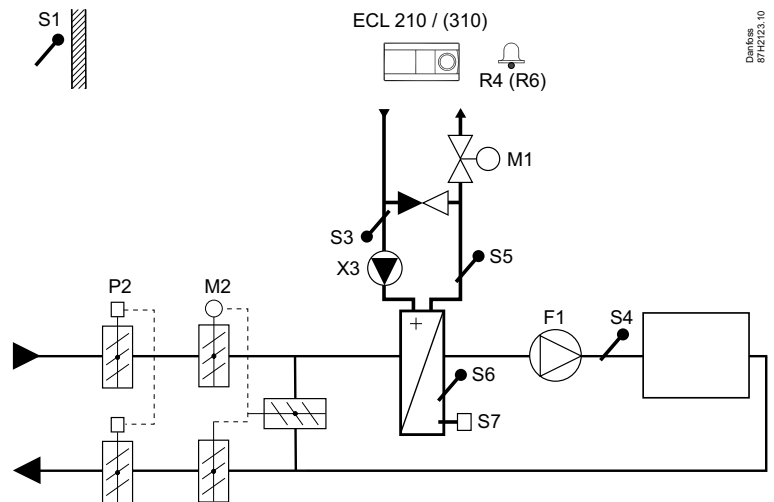 S1
ECL 210 / (310)
Danfoss
87H2123.10
R4 (R6)
M1
S3
S5
X3
P2
M2
F1
S4
+
S6
S7